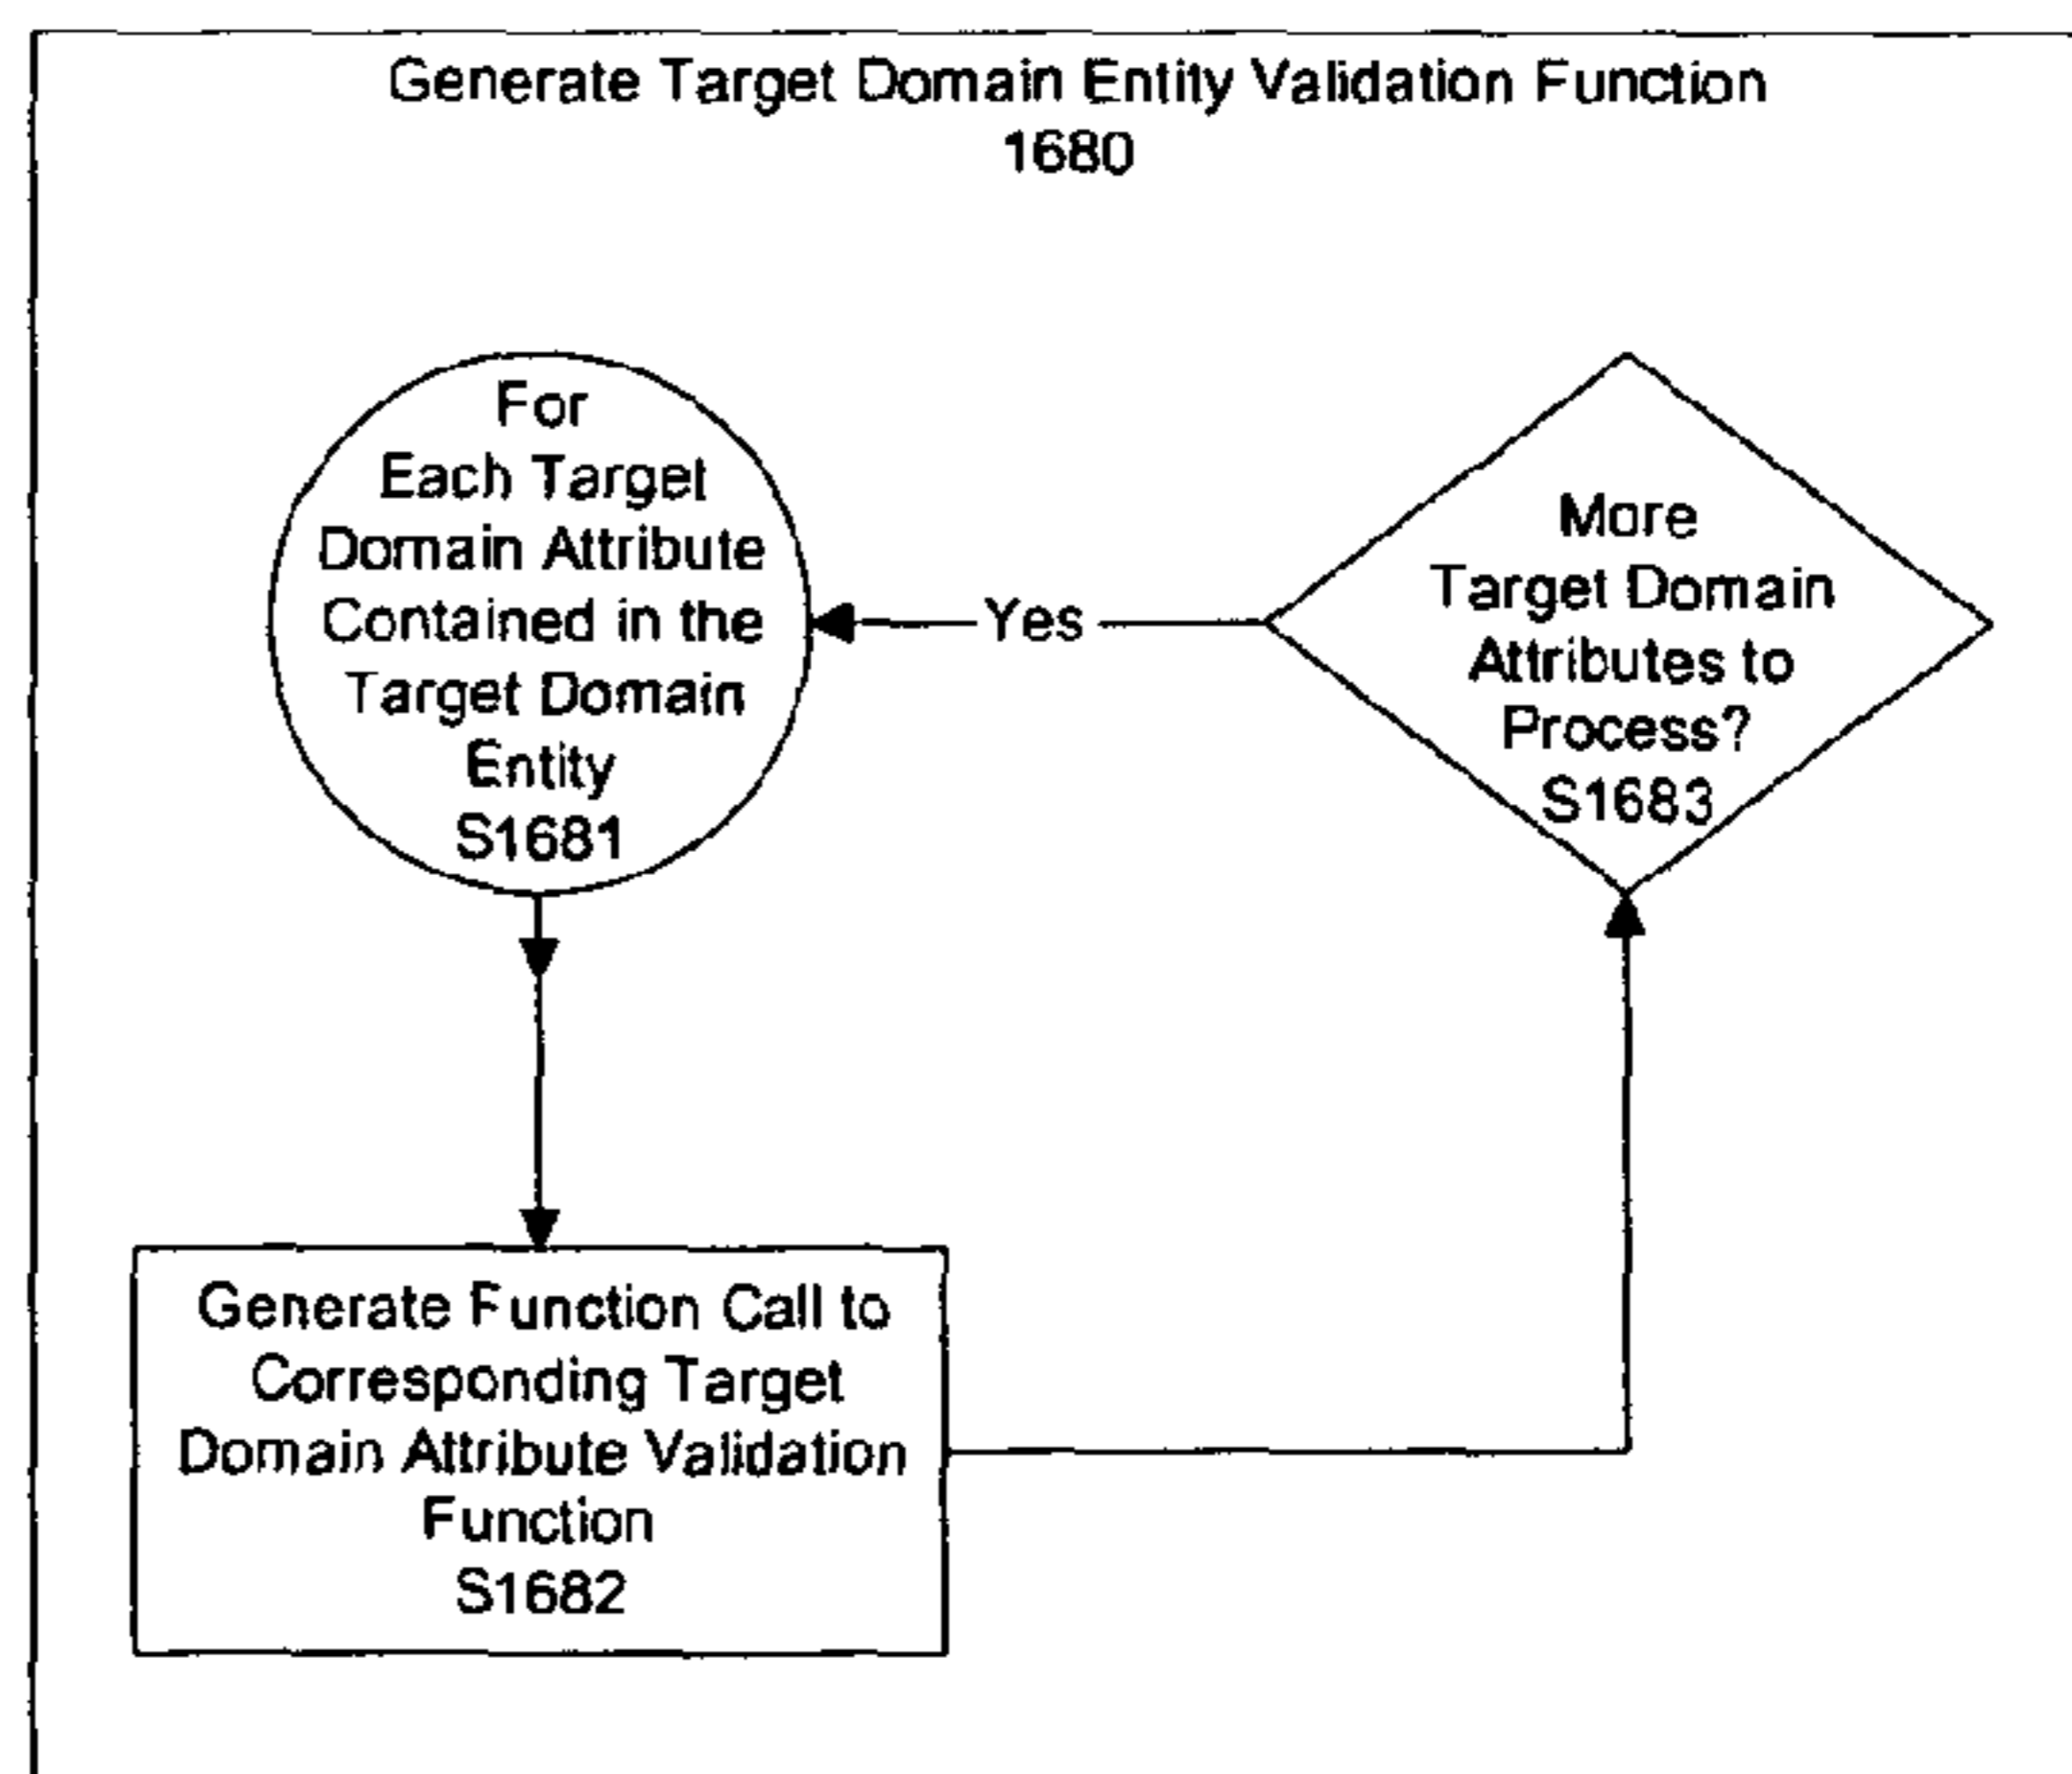 Generate Target Domain Entity Validation Function
1680
For
Each Target
Domain Attribute
Contained in the
Target Domain
Entity
S1681
Yes
More
Target Domain
Attributes to
Process?
S1683
Generate Function Call to
Corresponding Target
Domain Attribute Validation
Function
S1682